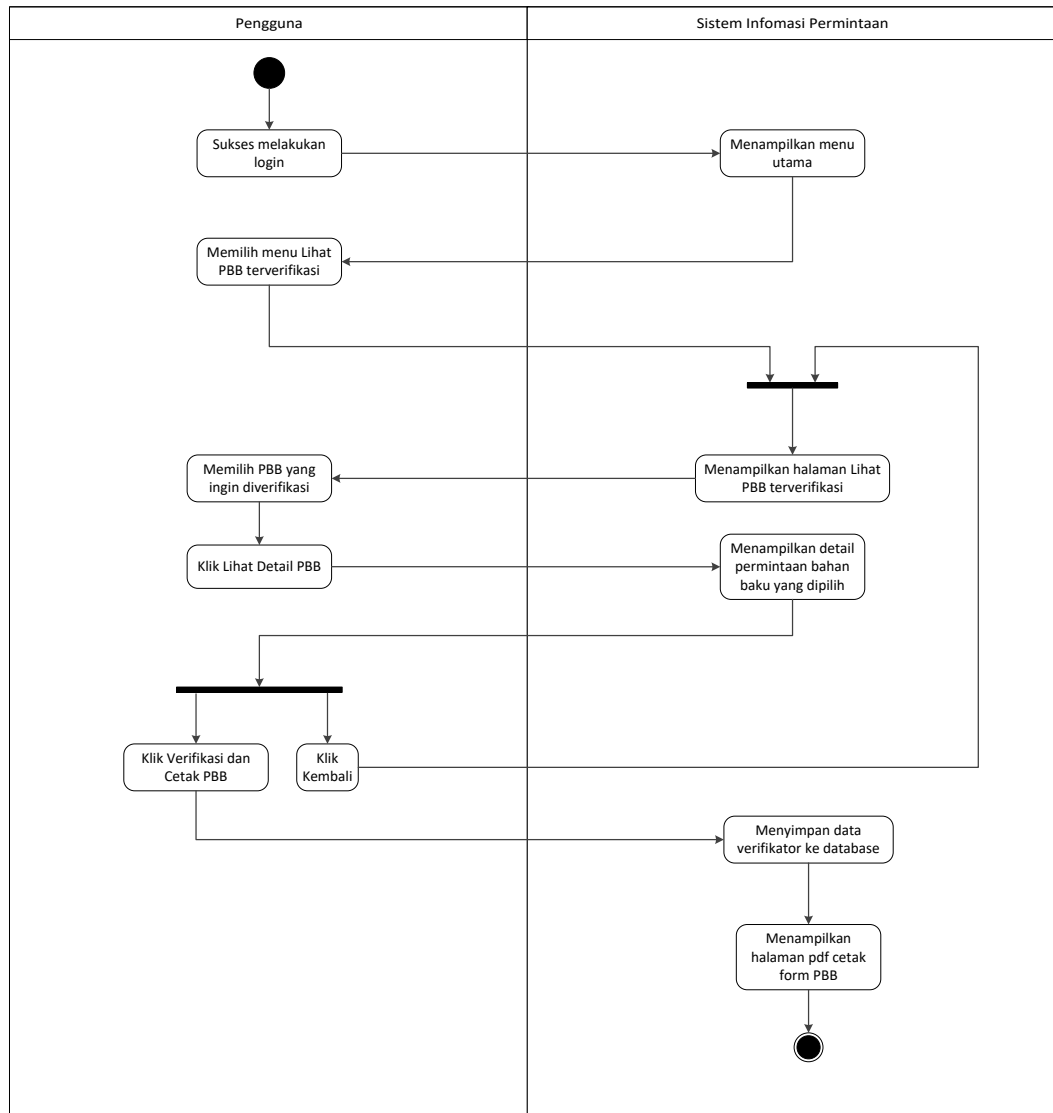 Pengguna
Sistem Infomasi Permintaan
Sukses melakukan
login
Menampilkan menu
utama
Memilih menu Lihat
PBB terverifikasi
Memilih PBB yang
ingin diverifikasi
Menampilkan halaman Lihat
PBB terverifikasi
Klik Lihat Detail PBB
Menampilkan detail
permintaan bahan
baku yang dipilih
Klik Verifikasi dan
Cetak PBB
Klik
Kembali
Menyimpan data
verifikator ke database
Menampilkan
halaman pdf cetak
form PBB